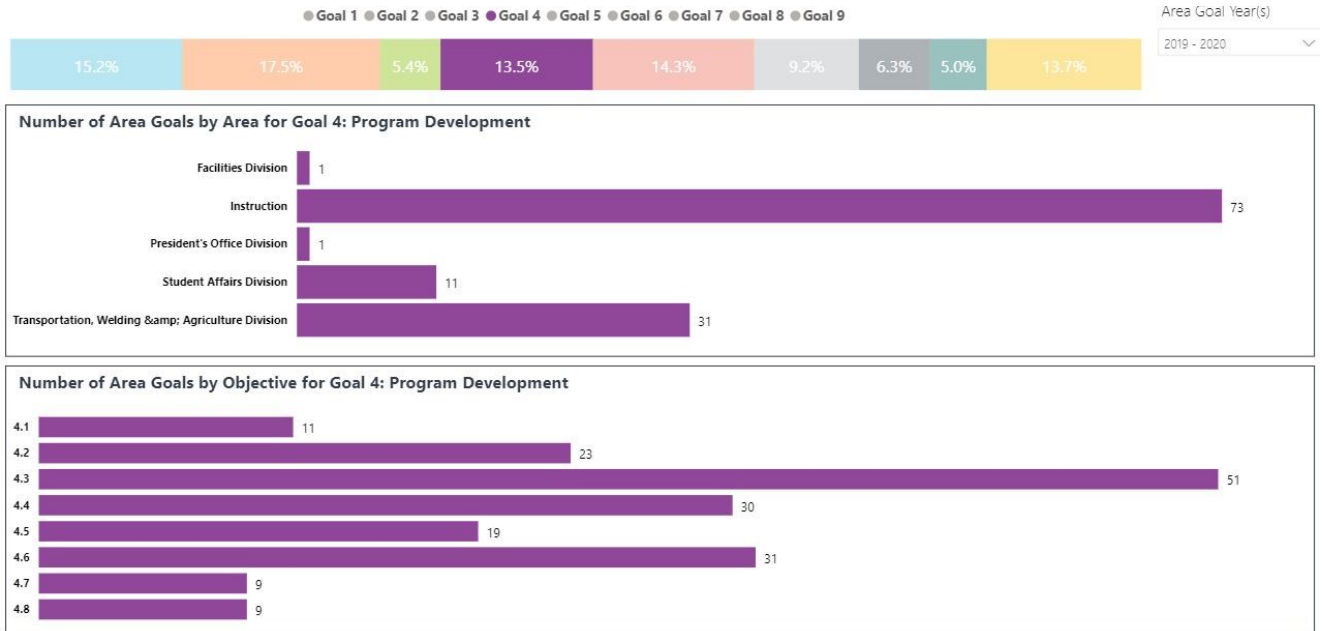 Goal 1 Goal 2 Goal 3 Goal 4 Goal 5 Goal 6 Goal 7 Goal 8 Goal 9
Area Goal Year(s)
2019 - 2020
15.2% 17.5% 5.4% 13.5% 14.3% 9.2% 6.3% 5.0% 13.7%
Number of Area Goals by Area for Goal 4: Program Development
Facilities Division 1
Instruction 73
President's Office Division 1
Student Affairs Division 11
Transportation, Welding &amp; Agriculture Division 31
Number of Area Goals by Objective for Goal 4: Program Development
4.1 11
4.2 23
4.3 51
4.4 30
4.5 19
4.6 31
4.7 9
4.8 9